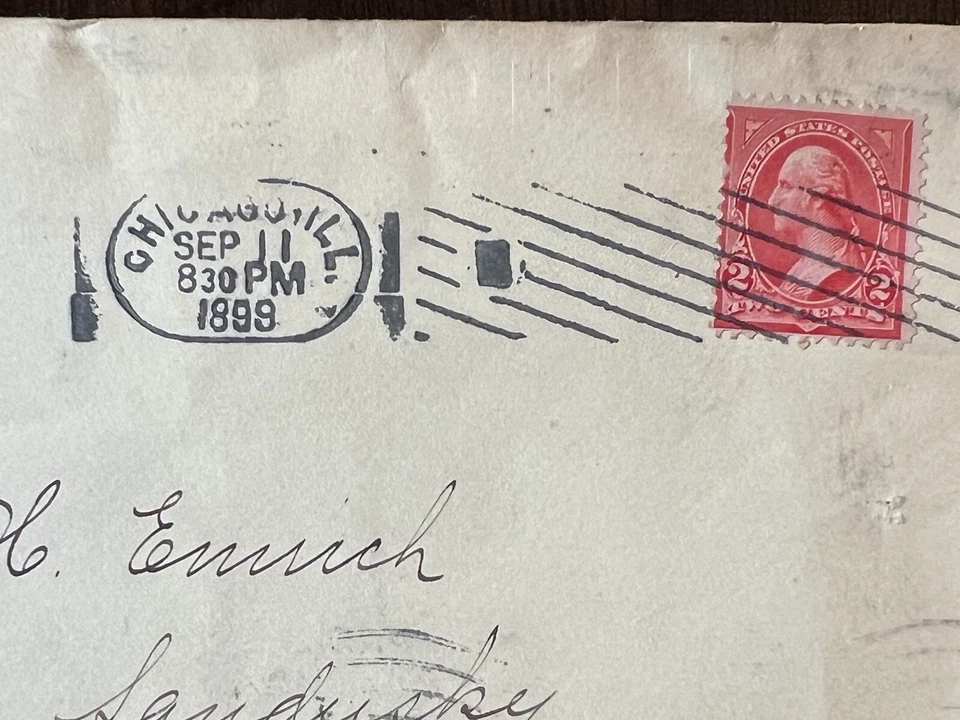 CHICAGO, ILL.
SEP 11
830 PM
1899
UNITED STATES POSTAGE
2 2
TWO CENTS
H. Emrich
Sandusky